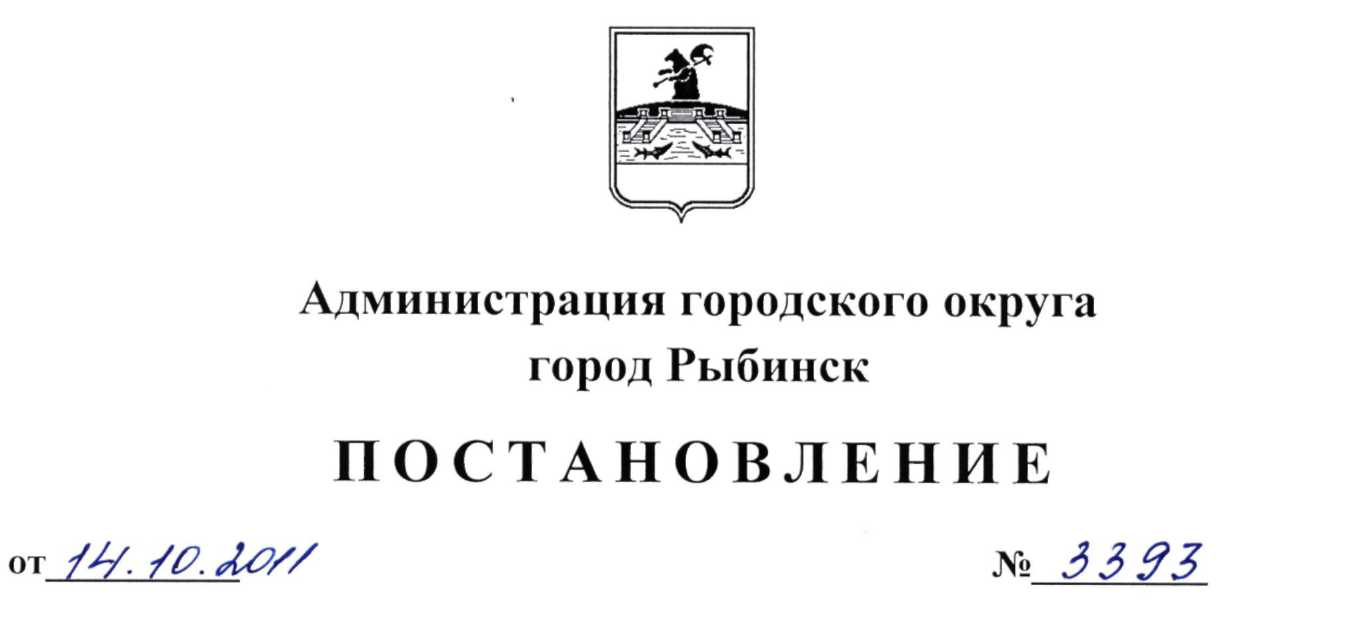 Администрация городского округа
город Рыбинск
ПОСТАНОВЛЕНИЕ
от 14.10.2011 № 3393